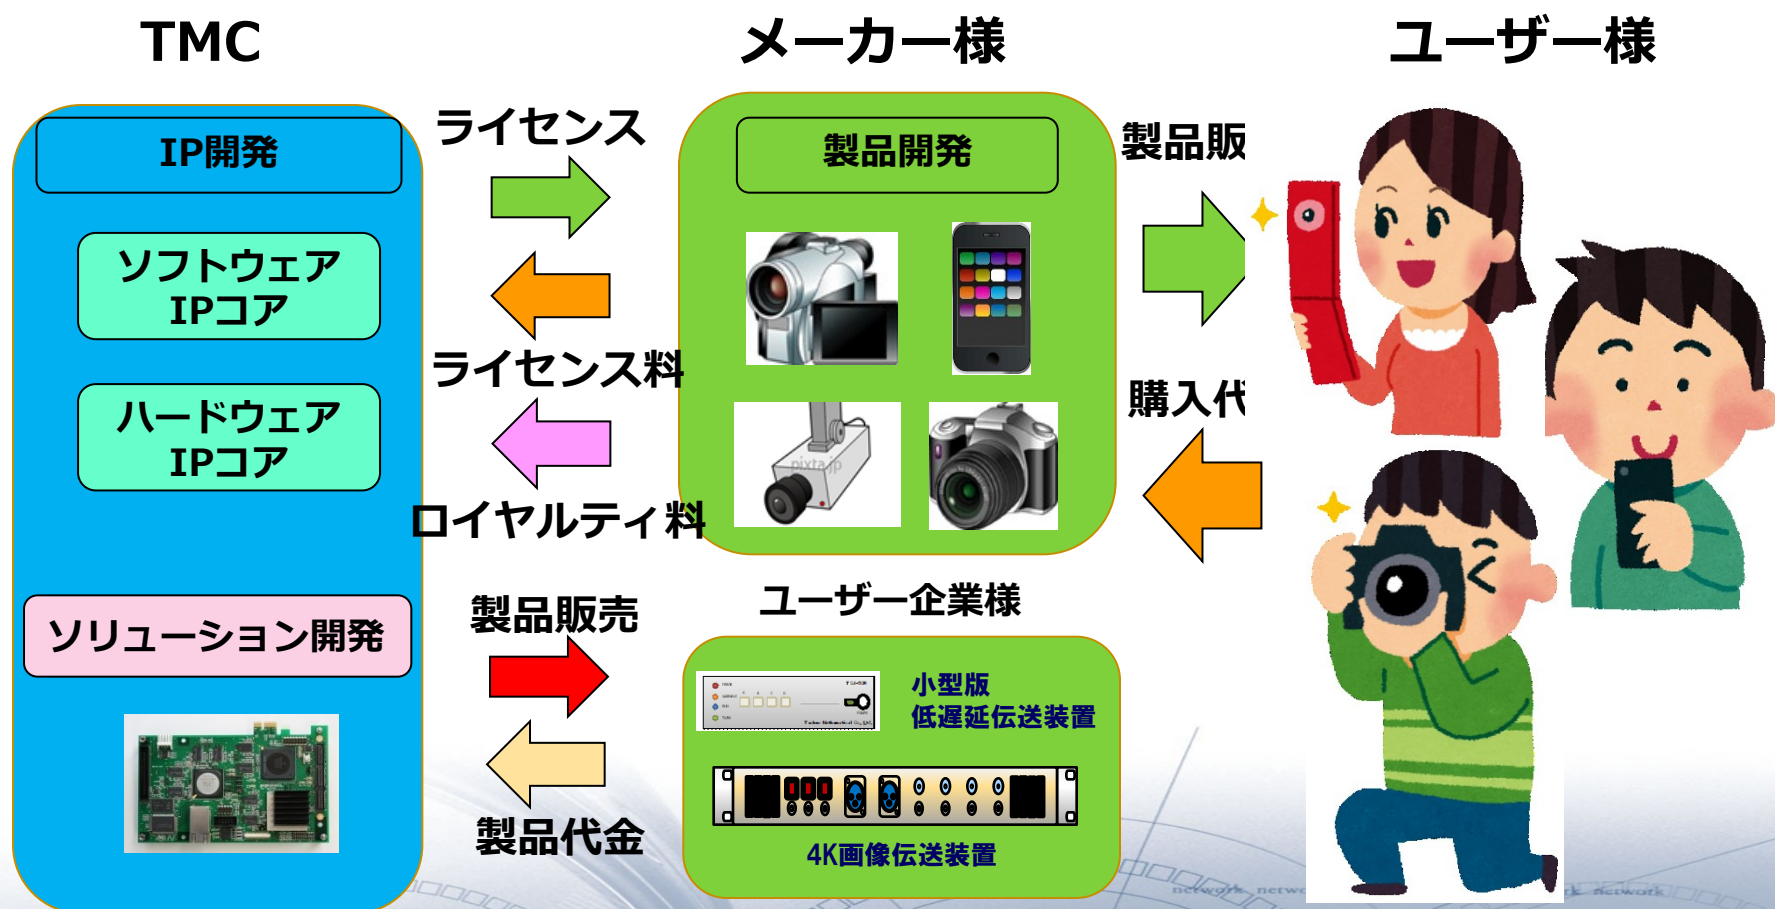 TMC
メーカー様
ユーザー様
IP開発
ソフトウェア
IPコア
ハードウェア
IPコア
ソリューション開発
ライセンス
ライセンス料
ロイヤルティ料
製品販売
製品代金
製品開発
pixta.jp
ユーザー企業様
小型版
低遅延伝送装置
4K画像伝送装置
製品販
購入代
network
network